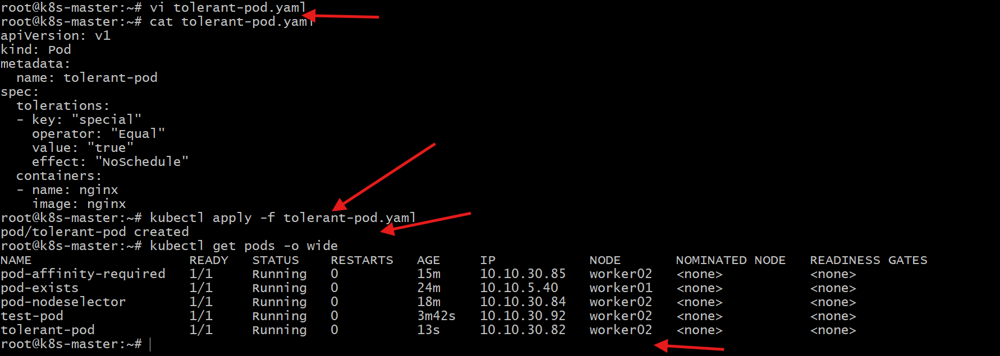 root@k8s-master:~# vi tolerant-pod.yaml
root@k8s-master:~# cat tolerant-pod.yaml
apiVersion: v1
kind: Pod
metadata:
  name: tolerant-pod
spec:
  tolerations:
  - key: "special"
    operator: "Equal"
    value: "true"
    effect: "NoSchedule"
  containers:
  - name: nginx
    image: nginx
root@k8s-master:~# kubectl apply -f tolerant-pod.yaml
pod/tolerant-pod created
root@k8s-master:~# kubectl get pods -o wide
NAME                    READY   STATUS    RESTARTS   AGE     IP            NODE       NOMINATED NODE   READINESS GATES
pod-affinity-required   1/1     Running   0          15m     10.10.30.85   worker02   <none>           <none>
pod-exists              1/1     Running   0          24m     10.10.5.40    worker01   <none>           <none>
pod-nodeselector        1/1     Running   0          18m     10.10.30.84   worker02   <none>           <none>
test-pod                1/1     Running   0          3m42s   10.10.30.92   worker02   <none>           <none>
tolerant-pod            1/1     Running   0          13s     10.10.30.82   worker02   <none>           <none>
root@k8s-master:~#